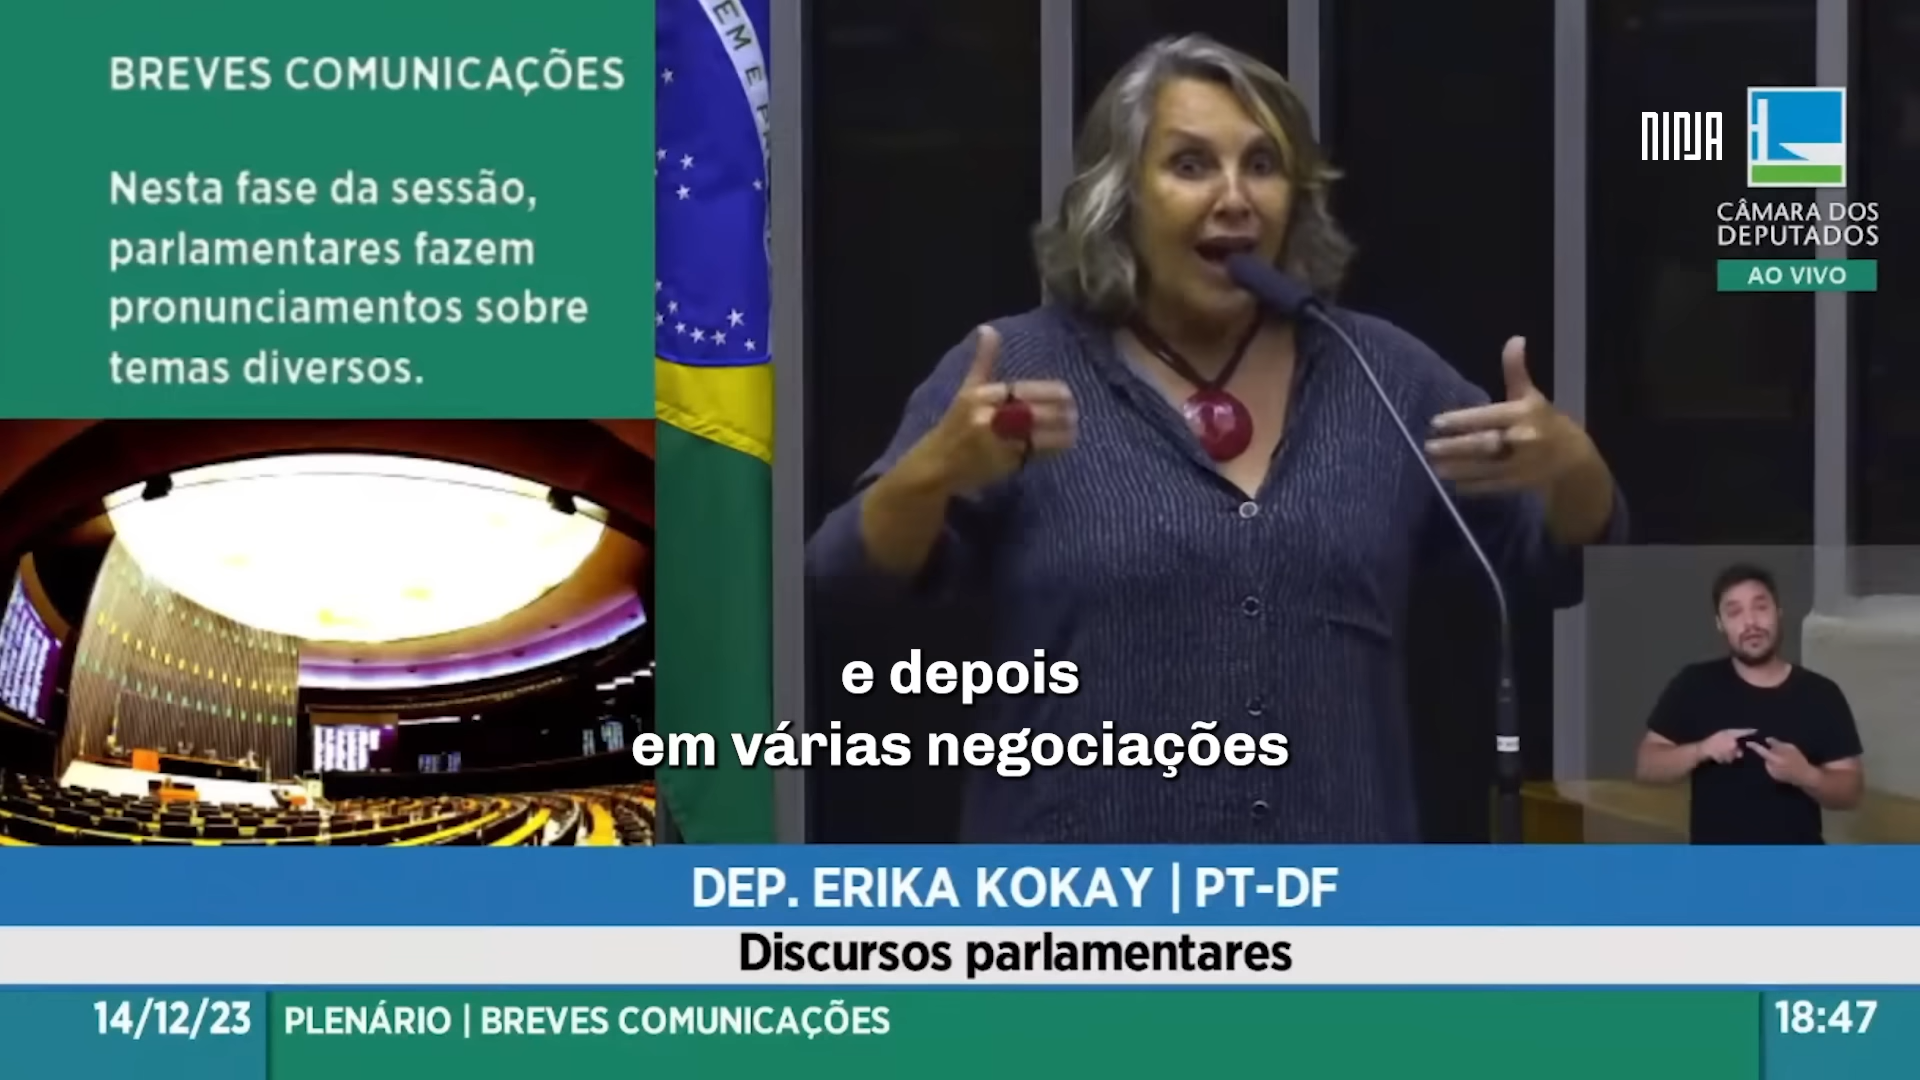 BREVES COMUNICAÇÕES
Nesta fase da sessão,
parlamentares fazem
pronunciamentos sobre
temas diversos.
EM E P
NINJA
CÂMARA DOS
DEPUTADOS
AO VIVO
e depois
em várias negociações
DEP. ERIKA KOKAY | PT-DF
Discursos parlamentares
14/12/23
PLENÁRIO | BREVES COMUNICAÇÕES
18:47